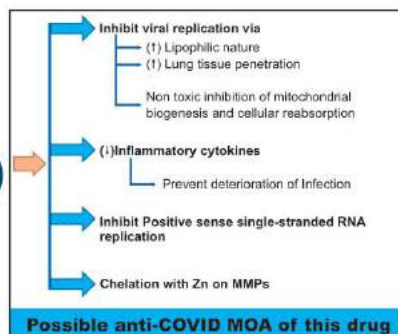 Inhibit viral replication via
(↑) Lipophilic nature
(↑) Lung tissue penetration
Non toxic inhibition of mitochondrial
biogenesis and cellular reabsorption
(↓)Inflammatory cytokines
Prevent deterioration of Infection
Inhibit Positive sense single-stranded RNA
replication
Chelation with Zn on MMPs
Possible anti-COVID MOA of this drug